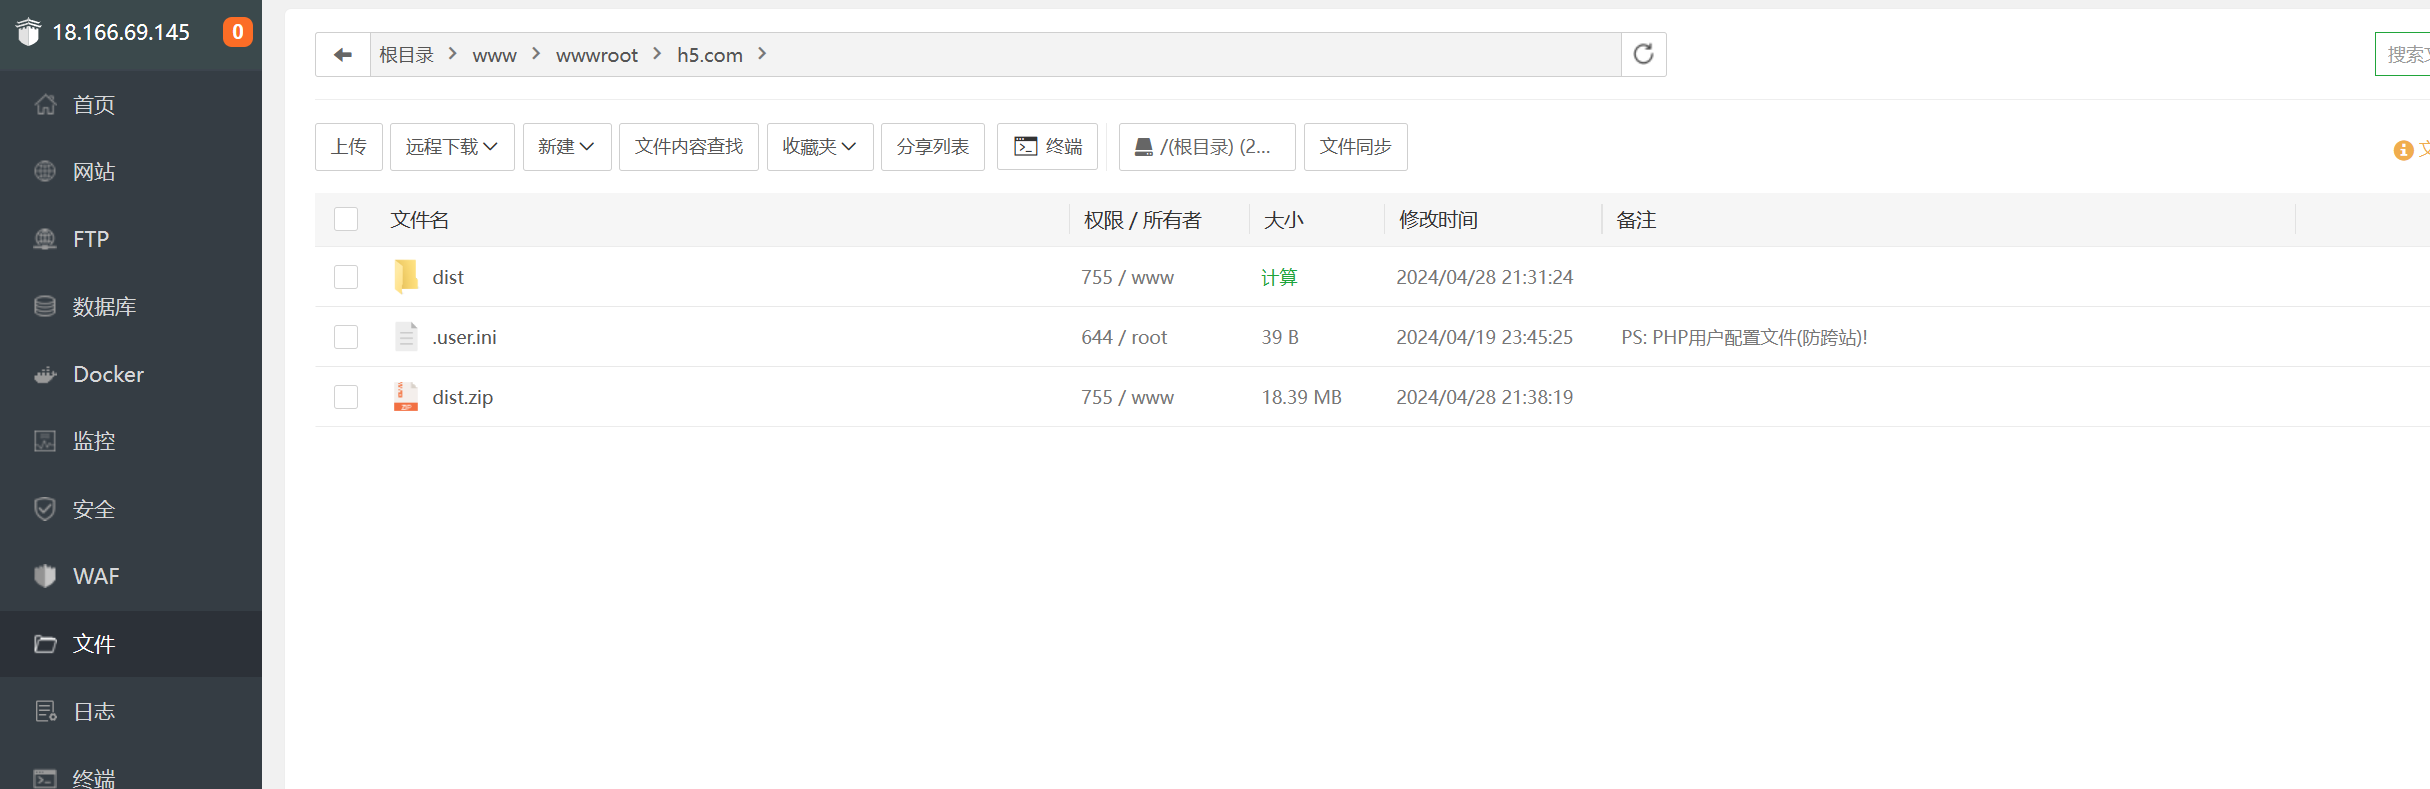 18.166.69.145 0
首页
网站
FTP
数据库
Docker
监控
安全
WAF
文件
日志
终端
根目录 www wwwroot h5.com
搜索
上传 远程下载 新建 文件内容查找 收藏夹 分享列表 终端 /(根目录) (2... 文件同步
文件名 权限 / 所有者 大小 修改时间 备注
dist 755 / www 计算 2024/04/28 21:31:24
.user.ini 644 / root 39 B 2024/04/19 23:45:25 PS: PHP用户配置文件(防跨站)!
dist.zip 755 / www 18.39 MB 2024/04/28 21:38:19